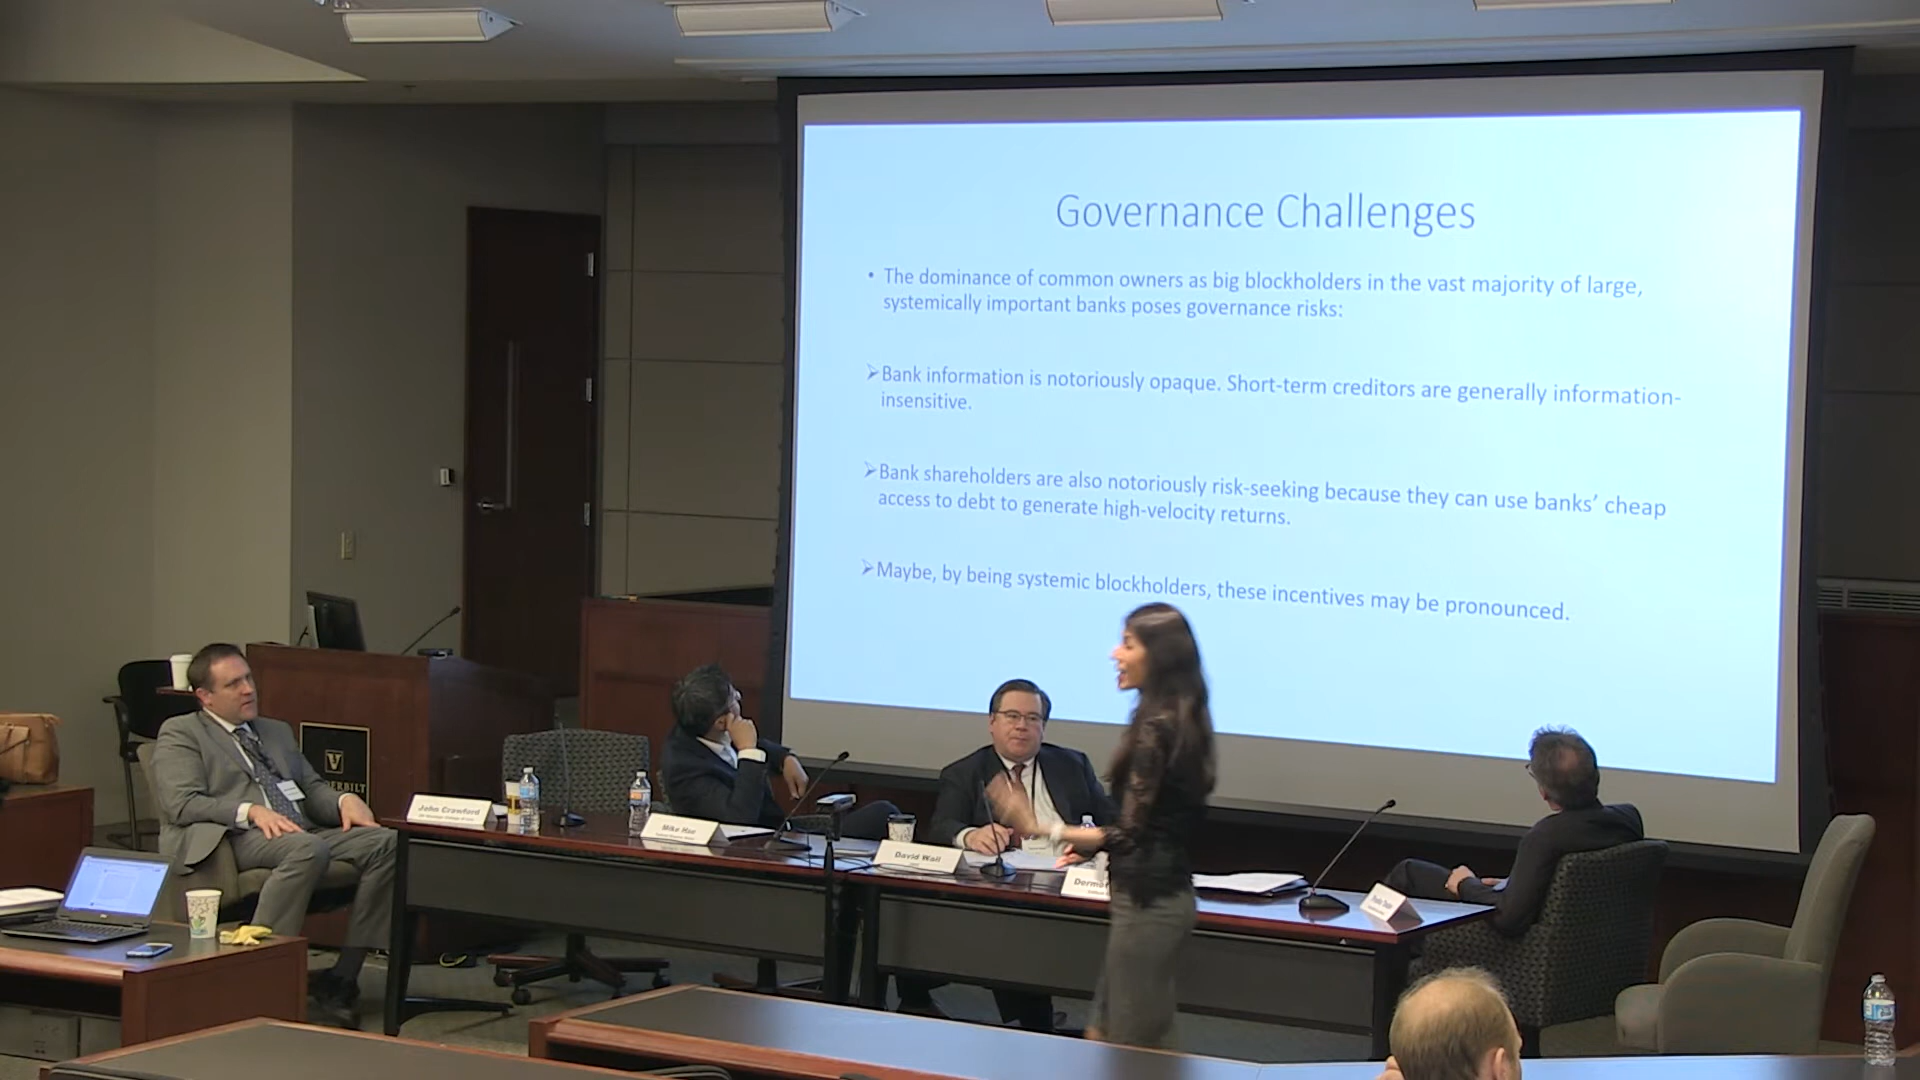 Governance Challenges
• The dominance of common owners as big blockholders in the vast majority of large,
systemically important banks poses governance risks:
➢Bank information is notoriously opaque. Short-term creditors are generally information-
insensitive.
➢Bank shareholders are also notoriously risk-seeking because they can use banks’ cheap
access to debt to generate high-velocity returns.
➢Maybe, by being systemic blockholders, these incentives may be pronounced.
John Crawford
Mike Hsu
David Wall